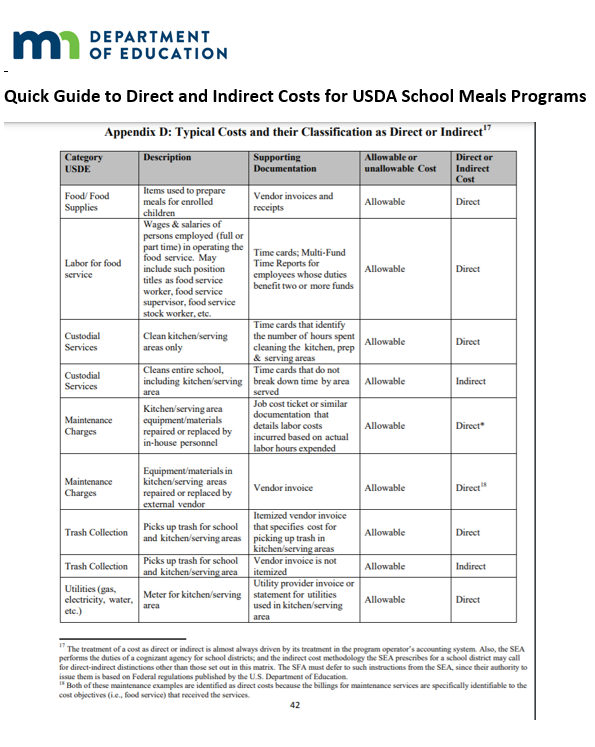 mn DEPARTMENT
OF EDUCATION
Quick Guide to Direct and Indirect Costs for USDA School Meals Programs
Appendix D: Typical Costs and their Classification as Direct or Indirect17
Category
USDE
Description
Supporting
Documentation
Allowable or
unallowable Cost
Direct or
Indirect
Cost
Food/ Food
Supplies
Items used to prepare
meals for enrolled
children
Vendor invoices and
receipts
Allowable
Direct
Labor for food
service
Wages & salaries of
persons employed (full or
part time) in operating the
food service. May
include such position
titles as food service
worker, food service
supervisor, food service
stock worker, etc.
Time cards; Multi-Fund
Time Reports for
employees whose duties
benefit two or more funds
Allowable
Direct
Custodial
Services
Clean kitchen/serving
areas only
Time cards that identify
the number of hours spent
cleaning the kitchen, prep
& serving areas
Allowable
Direct
Custodial
Services
Cleans entire school,
including kitchen/serving
area
Time cards that do not
break down time by area
served
Allowable
Indirect
Maintenance
Charges
Kitchen/serving area
equipment/materials
repaired or replaced by
in-house personnel
Job cost ticket or similar
documentation that
details labor costs
incurred based on actual
labor hours expended
Allowable
Direct*
Maintenance
Charges
Equipment/materials in
kitchen/serving areas
repaired or replaced by
external vendor
Vendor invoice
Allowable
Direct18
Trash Collection
Picks up trash for school
and kitchen/serving areas
Itemized vendor invoice
that specifies cost for
picking up trash in
kitchen/serving areas
Allowable
Direct
Trash Collection
Picks up trash for school
and kitchen/serving area
Vendor invoice is not
itemized
Allowable
Indirect
Utilities (gas,
electricity, water,
etc.)
Meter for kitchen/serving
area
Utility provider invoice or
statement for utilities
used in kitchen/serving
area
Allowable
Direct
17 The treatment of a cost as direct or indirect is almost always driven by its treatment in the program operator's accounting system. Also, the SEA
performs the duties of a cognizant agency for school districts; and the indirect cost methodology the SEA prescribes for a school district may call
for direct-indirect distinctions other than those set out in this matrix. The SFA must defer to such instructions from the SEA, since their authority to
issue them is based on Federal regulations published by the U.S. Department of Education.
18 Both of these maintenance examples are identified as direct costs because the billings for maintenance services are specifically identifiable to the
cost objectives (i.e., food service) that received the services.
42